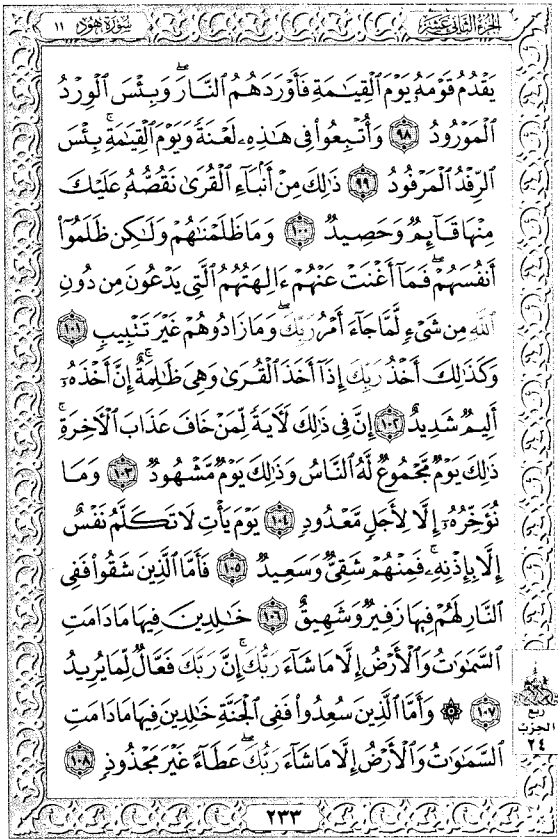 الجزء الثاني عشر
سورة هود ١١
يَقْدُمُ قَوْمَهُۥ يَوْمَ ٱلْقِيَـٰمَةِ فَأَوْرَدَهُمُ ٱلنَّارَ ۖ وَبِئْسَ ٱلْوِرْدُ
ٱلْمَوْرُودُ ٩٨ وَأُتْبِعُوا۟ فِى هَـٰذِهِۦ لَعْنَةً وَيَوْمَ ٱلْقِيَـٰمَةِ ۚ بِئْسَ
ٱلرِّفْدُ ٱلْمَرْفُودُ ٩٩ ذَٰلِكَ مِنْ أَنۢبَآءِ ٱلْقُرَىٰ نَقُصُّهُۥ عَلَيْكَ
مِنْهَا قَآئِمٌ وَحَصِيدٌ ١٠٠ وَمَا ظَلَمْنَـٰهُمْ وَلَـٰكِن ظَلَمُوٓا۟
أَنفُسَهُمْ ۖ فَمَآ أَغْنَتْ عَنْهُمْ ءَالِهَتُهُمُ ٱلَّتِى يَدْعُونَ مِن دُونِ
ٱللَّهِ مِن شَىْءٍ لَّمَّا جَآءَ أَمْرُ رَبِّكَ ۖ وَمَا زَادُوهُمْ غَيْرَ تَتْبِيبٍ ١٠١
وَكَذَٰلِكَ أَخْذُ رَبِّكَ إِذَآ أَخَذَ ٱلْقُرَىٰ وَهِىَ ظَـٰلِمَةٌ ۚ إِنَّ أَخْذَهُۥٓ
أَلِيمٌ شَدِيدٌ ١٠٢ إِنَّ فِى ذَٰلِكَ لَـَٔايَةً لِّمَنْ خَافَ عَذَابَ ٱلْـَٔاخِرَةِ ۚ
ذَٰلِكَ يَوْمٌ مَّجْمُوعٌ لَّهُ ٱلنَّاسُ وَذَٰلِكَ يَوْمٌ مَّشْهُودٌ ١٠٣ وَمَا
نُؤَخِّرُهُۥٓ إِلَّا لِأَجَلٍ مَّعْدُودٍ ١٠٤ يَوْمَ يَأْتِ لَا تَكَلَّمُ نَفْسٌ
إِلَّا بِإِذْنِهِۦ ۚ فَمِنْهُمْ شَقِىٌّ وَسَعِيدٌ ١٠٥ فَأَمَّا ٱلَّذِينَ شَقُوا۟ فَفِى
ٱلنَّارِ لَهُمْ فِيهَا زَفِيرٌ وَشَهِيقٌ ١٠٦ خَـٰلِدِينَ فِيهَا مَا دَامَتِ
ٱلسَّمَـٰوَٰتُ وَٱلْأَرْضُ إِلَّا مَا شَآءَ رَبُّكَ ۚ إِنَّ رَبَّكَ فَعَّالٌ لِّمَا يُرِيدُ
١٠٧ ۞ وَأَمَّا ٱلَّذِينَ سُعِدُوا۟ فَفِى ٱلْجَنَّةِ خَـٰلِدِينَ فِيهَا مَا دَامَتِ
ٱلسَّمَـٰوَٰتُ وَٱلْأَرْضُ إِلَّا مَا شَآءَ رَبُّكَ ۖ عَطَآءً غَيْرَ مَجْذُوذٍ ١٠٨
ربع
الحزب
٢٤
٢٣٣